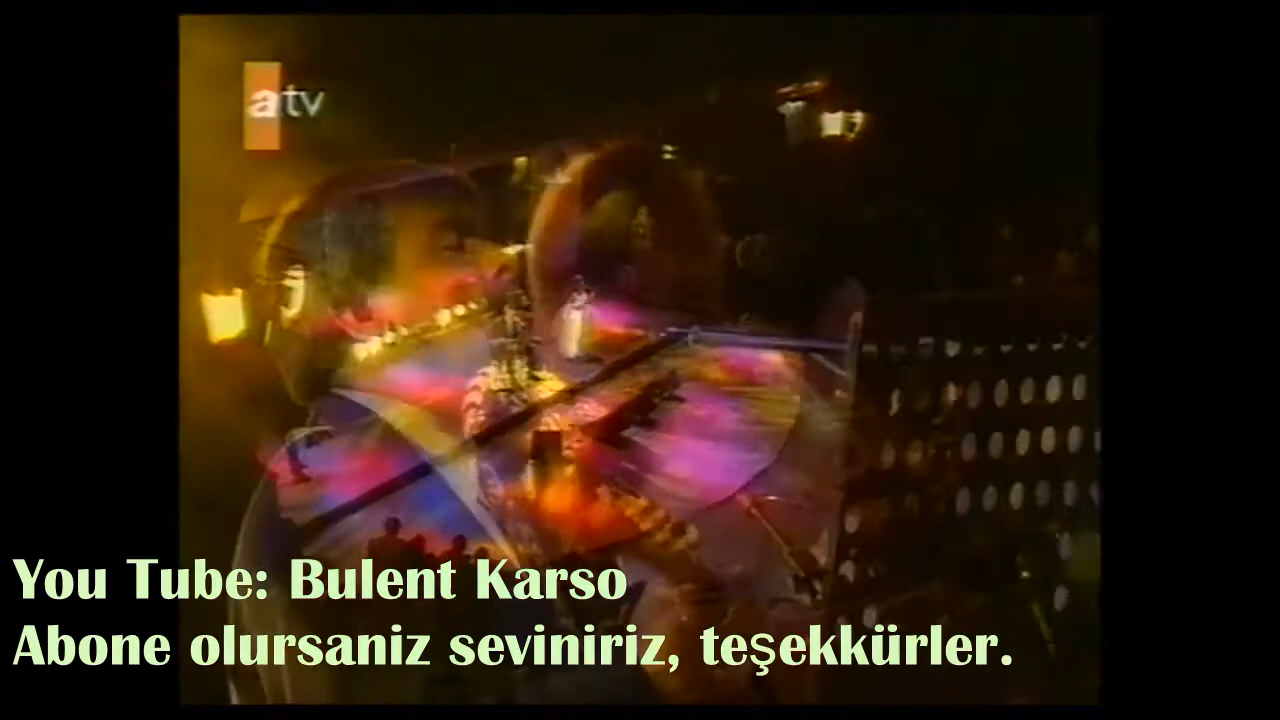 atv
You Tube: Bulent Karso
Abone olursaniz seviniriz, teşekkürler.